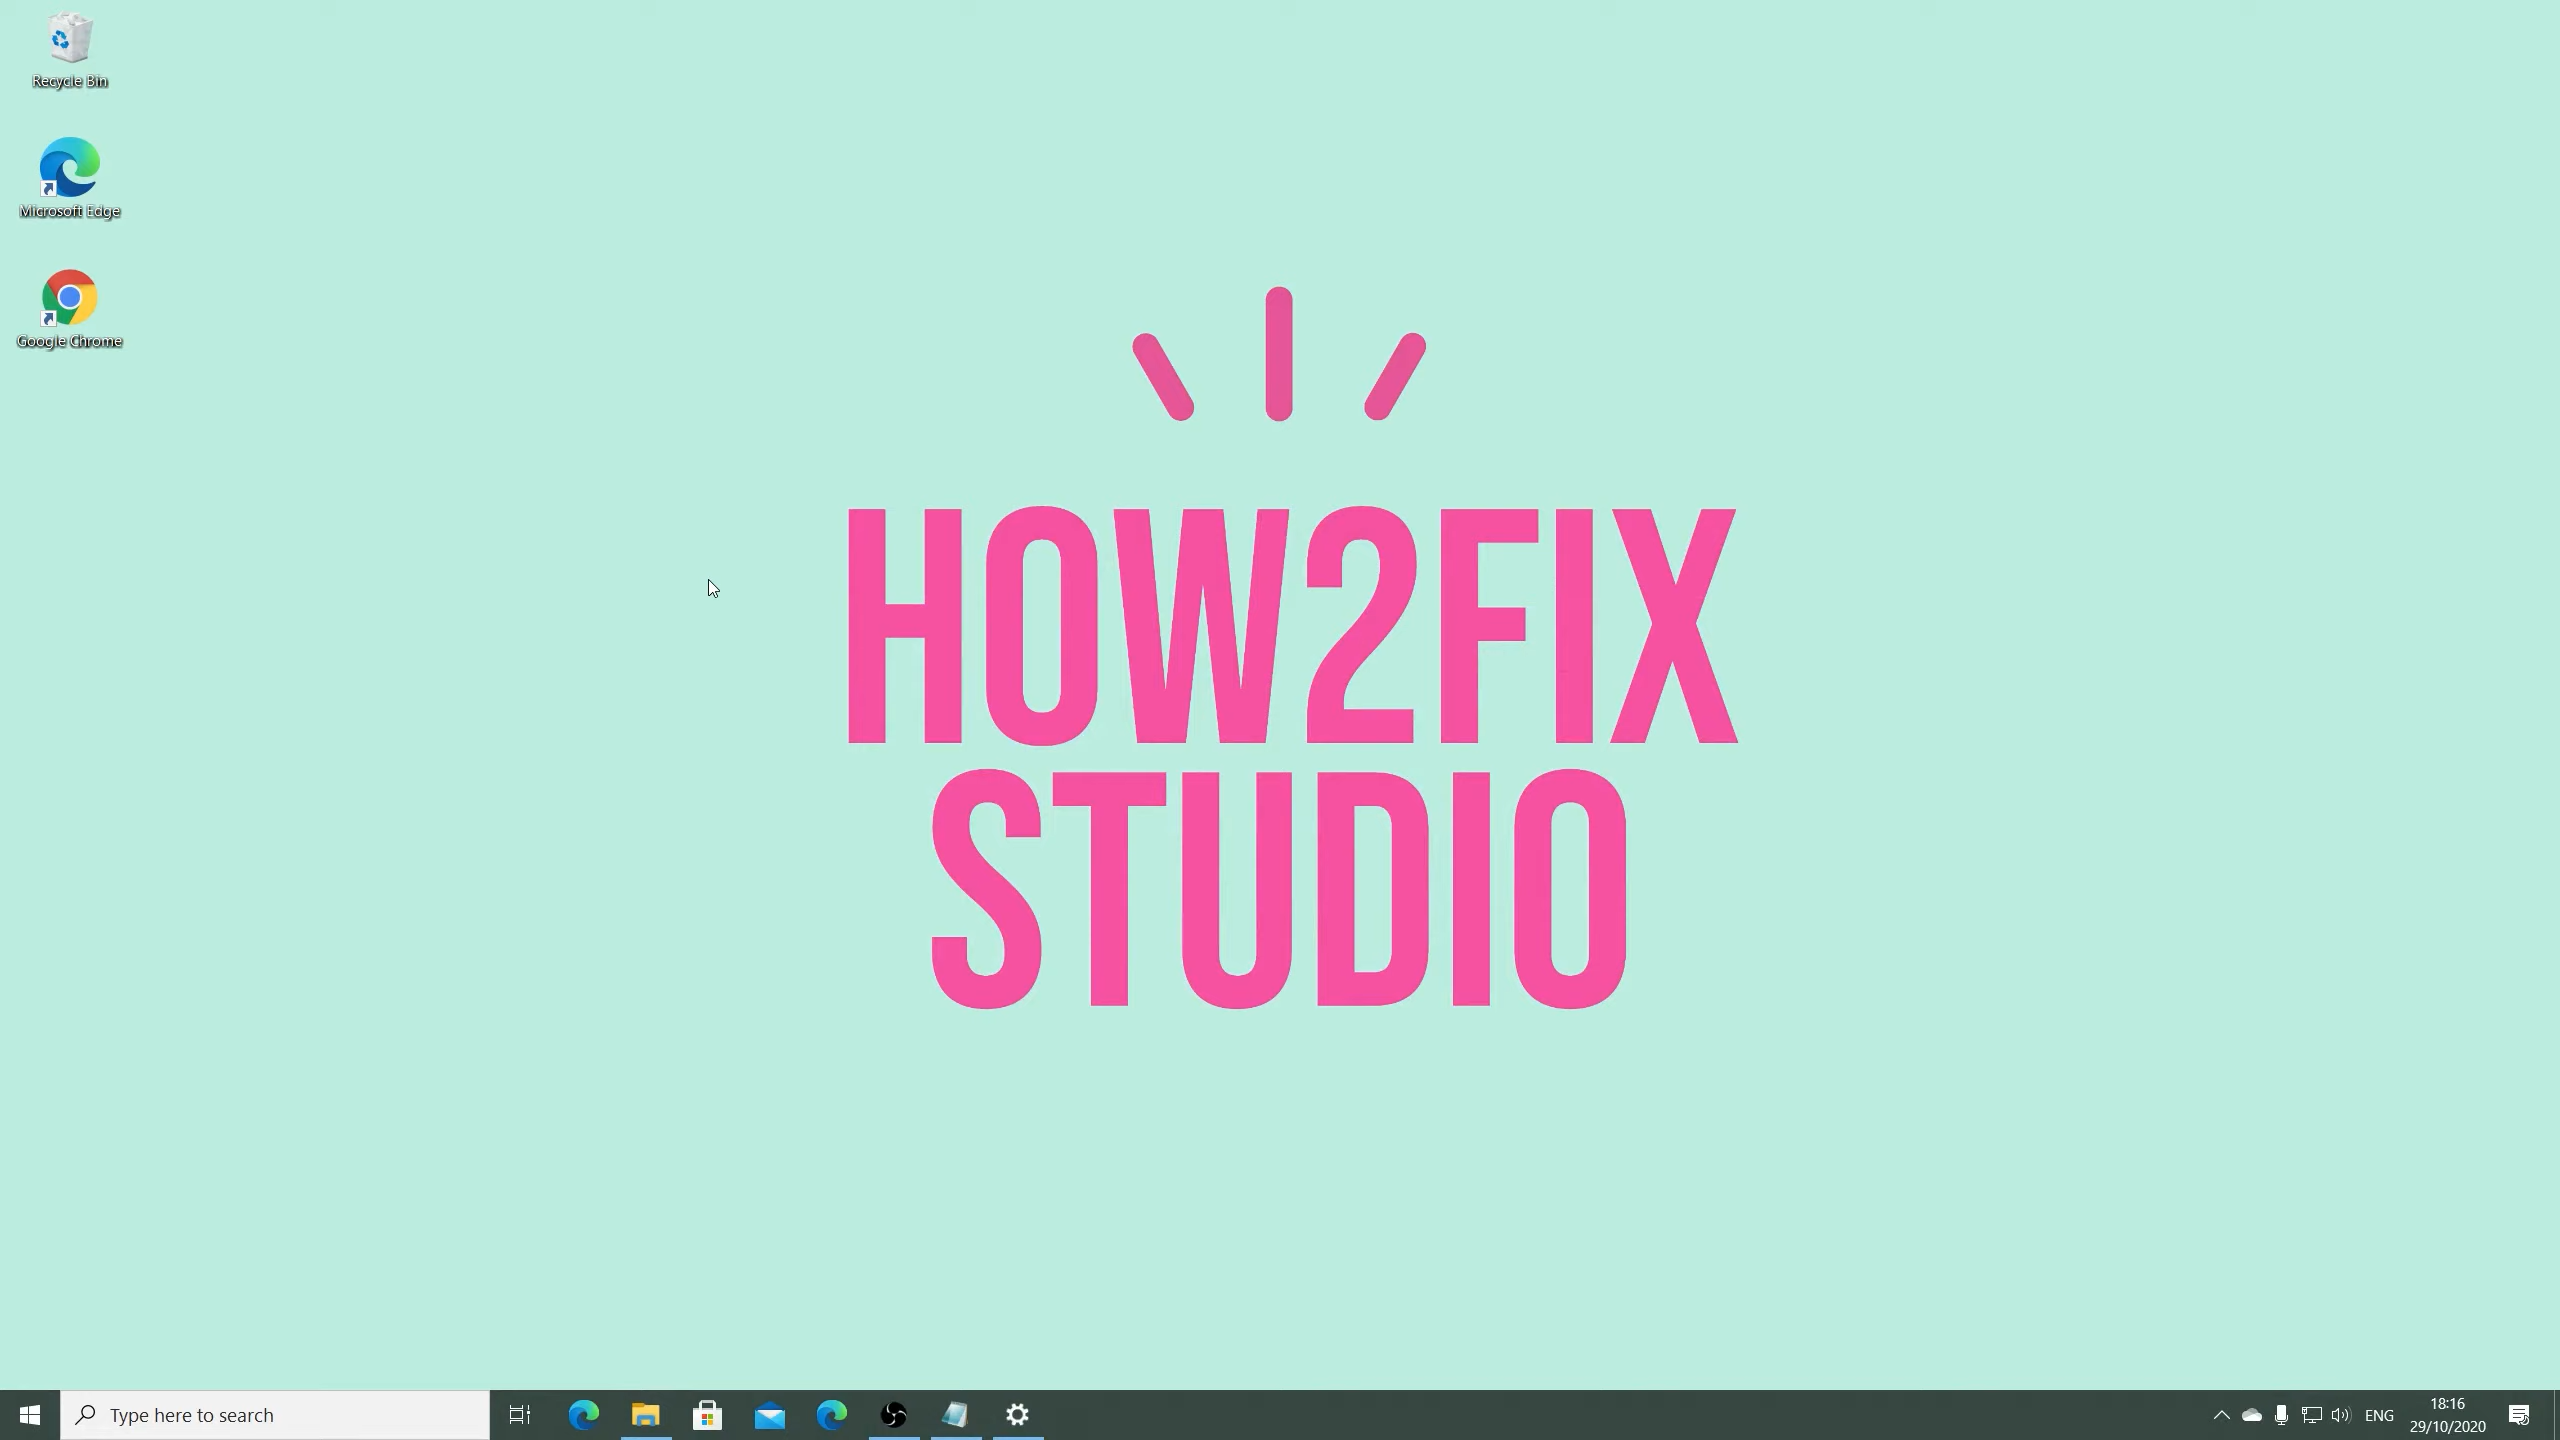 Recycle Bin
Microsoft Edge
Google Chrome
HOW2FIX
STUDIO
Type here to search
ENG
18:16
29/10/2020